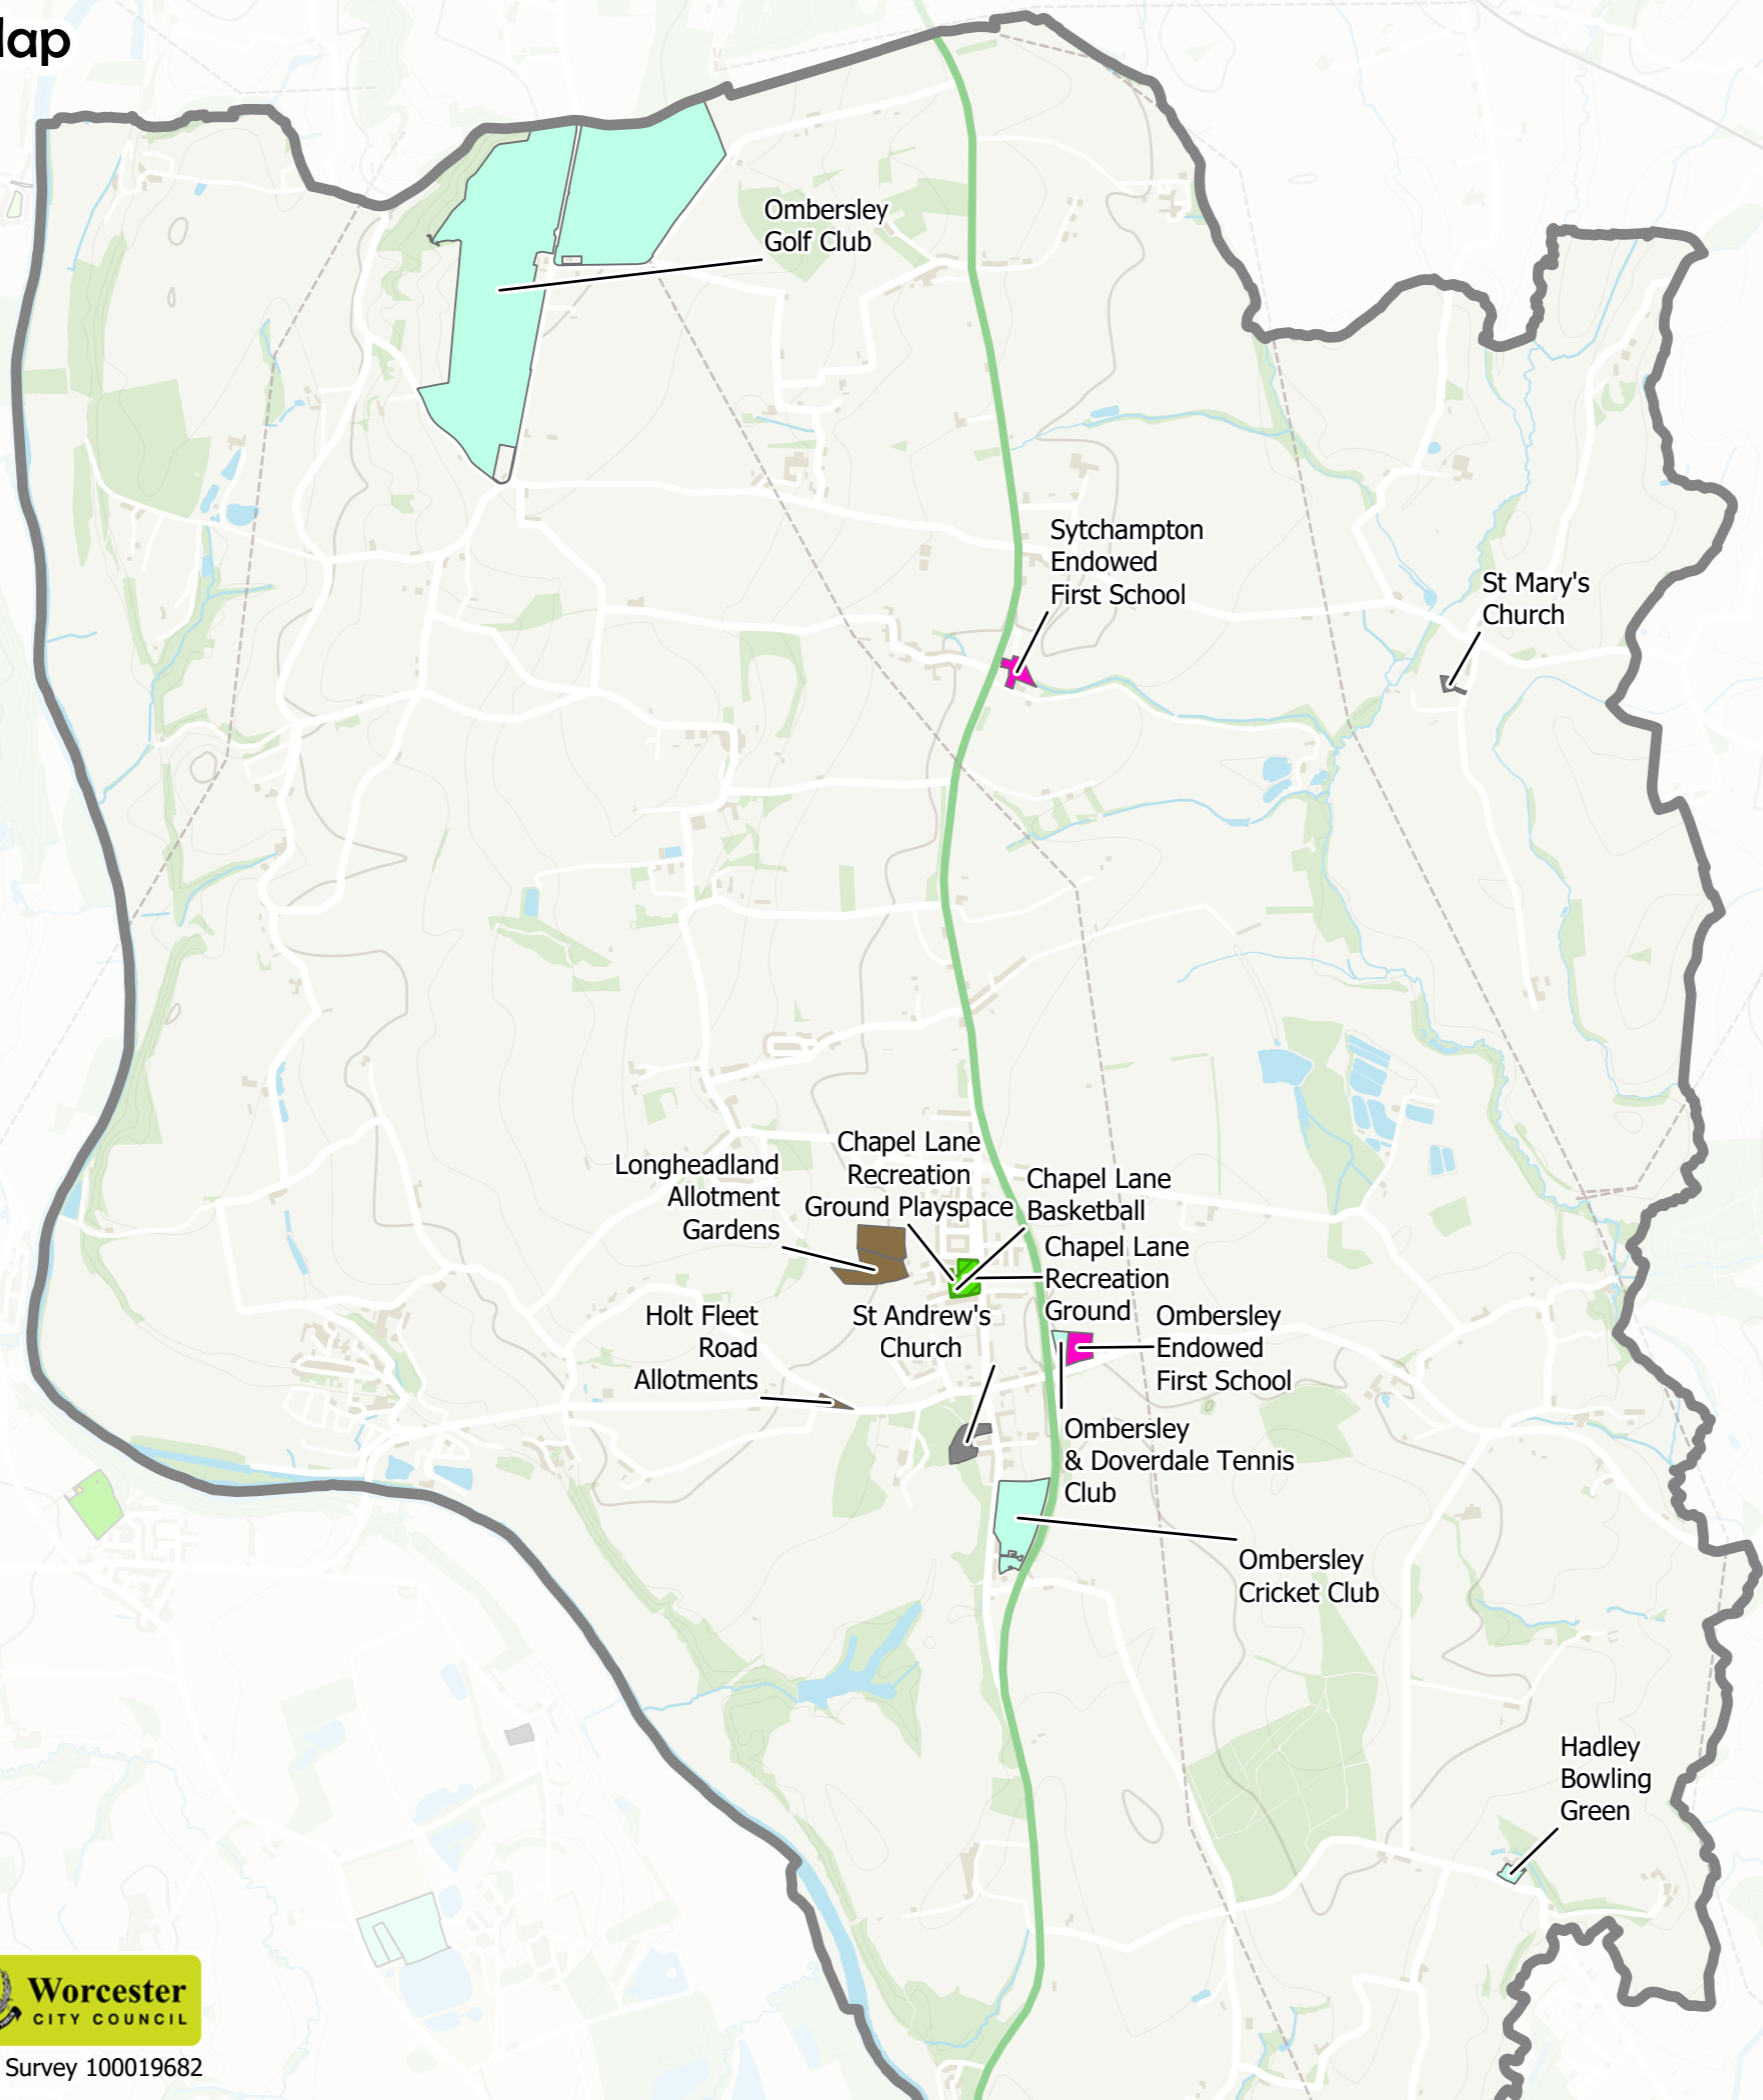 Ombersley
Golf Club
Sytchampton
Endowed
First School
St Mary's
Church
Chapel Lane
Recreation
Ground Playspace
Longheadland
Allotment
Gardens
Chapel Lane
Basketball
Chapel Lane
Recreation
Ground
Holt Fleet
Road
Allotments
St Andrew's
Church
Ombersley
Endowed
First School
Ombersley
& Doverdale Tennis
Club
Ombersley
Cricket Club
Hadley
Bowling
Green
Worcester
CITY COUNCIL
Survey 100019682